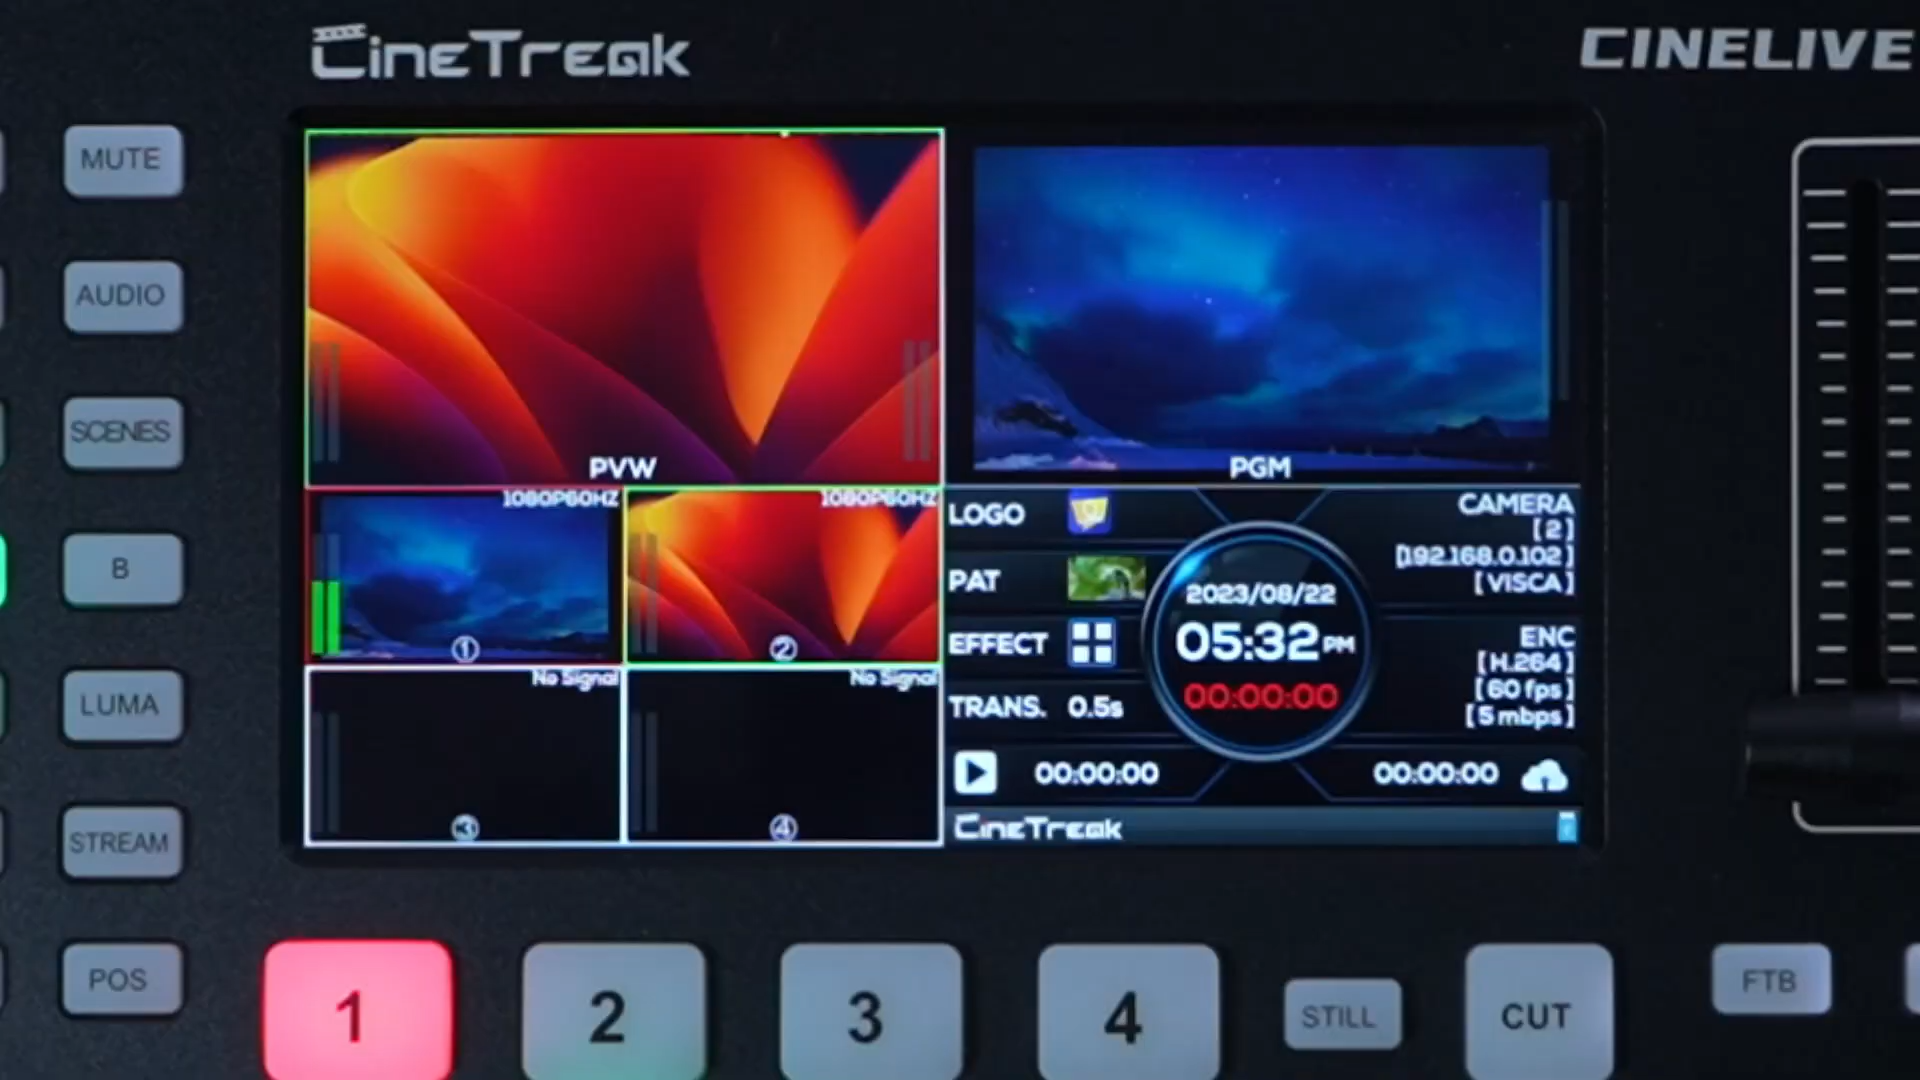 CineTreak
CINELIVE
MUTE
AUDIO
SCENES
B
LUMA
STREAM
POS
PVW
PGM
1080P60HZ
1080P60HZ
1
2
No Signal
No Signal
3
4
LOGO
PAT
EFFECT
TRANS. 0.5s
2023/08/22
05:32 PM
00:00:00
CAMERA
[ 2 ]
[192.168.0.102 ]
[ VISCA ]
ENC
[ H.264 ]
[ 60 fps ]
[ 5 mbps ]
00:00:00
00:00:00
CineTreak
1
2
3
4
STILL
CUT
FTB